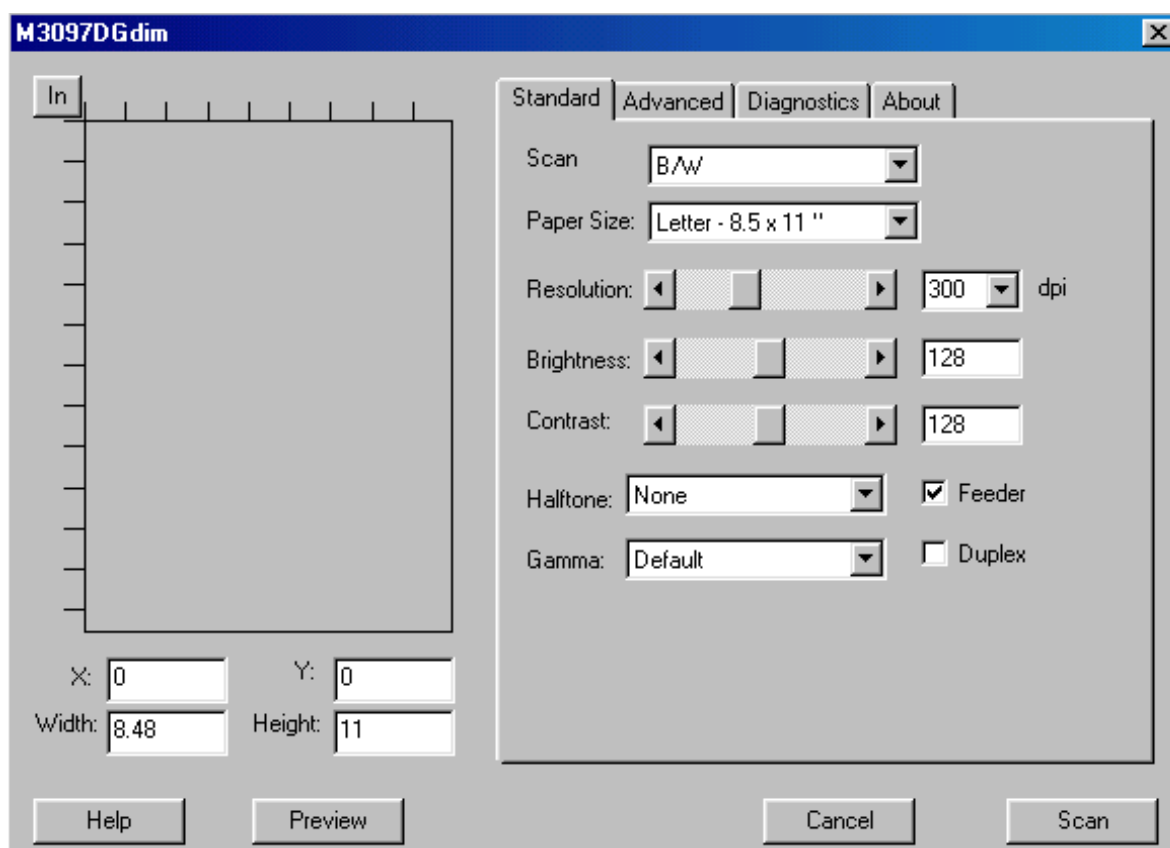 M3097DGdim
In
Standard Advanced Diagnostics About
Scan B/W
Paper Size: Letter - 8.5 x 11 "
Resolution: 300 dpi
Brightness: 128
Contrast: 128
Halftone: None Feeder
Gamma: Default Duplex
X: 0 Y: 0
Width: 8.48 Height: 11
Help Preview Cancel Scan